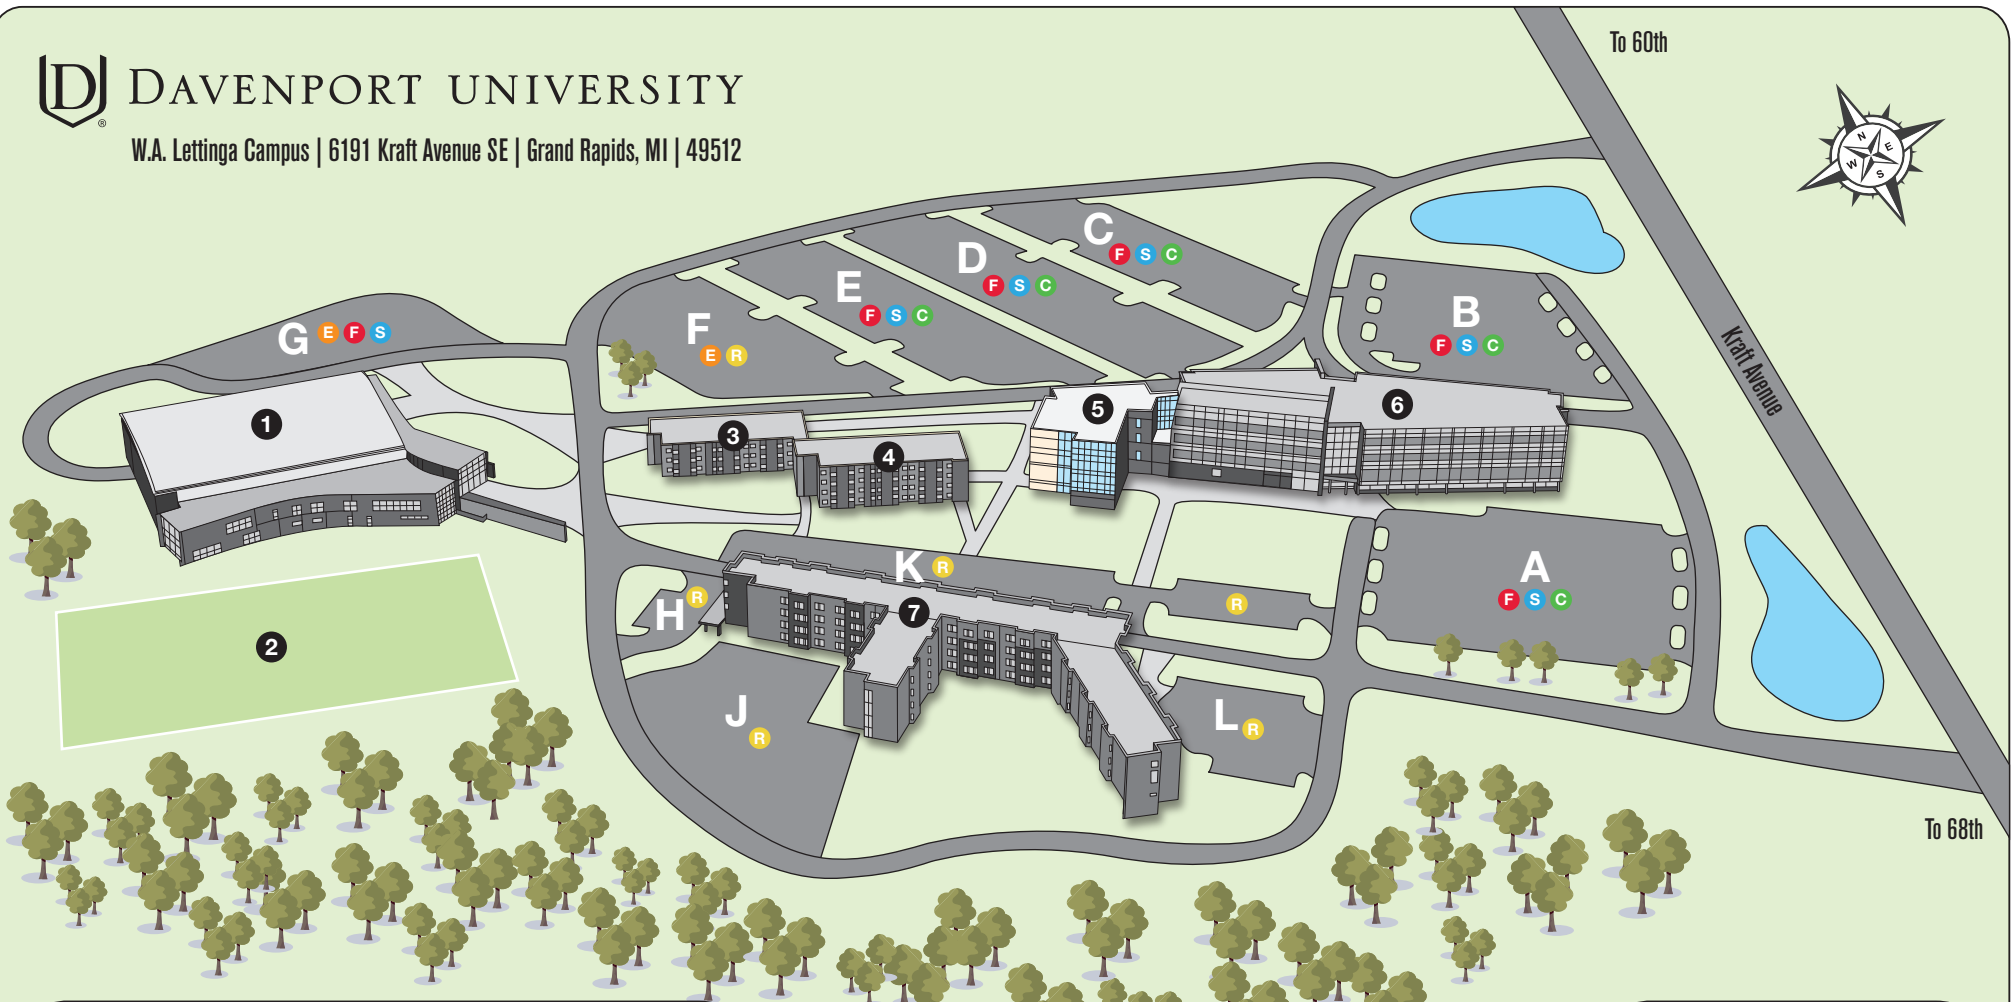 DJ DAVENPORT UNIVERSITY
®
W.A. Lettinga Campus | 6191 Kraft Avenue SE | Grand Rapids, MI | 49512
To 60th
N
E
W
S
C
F S C
D
F S C
E
F S C
B
F S C
F
E R
G E F S
Kraft Avenue
1
3
4
5
6
K R
A
F S C
H R
R
7
2
J
R
L R
To 68th